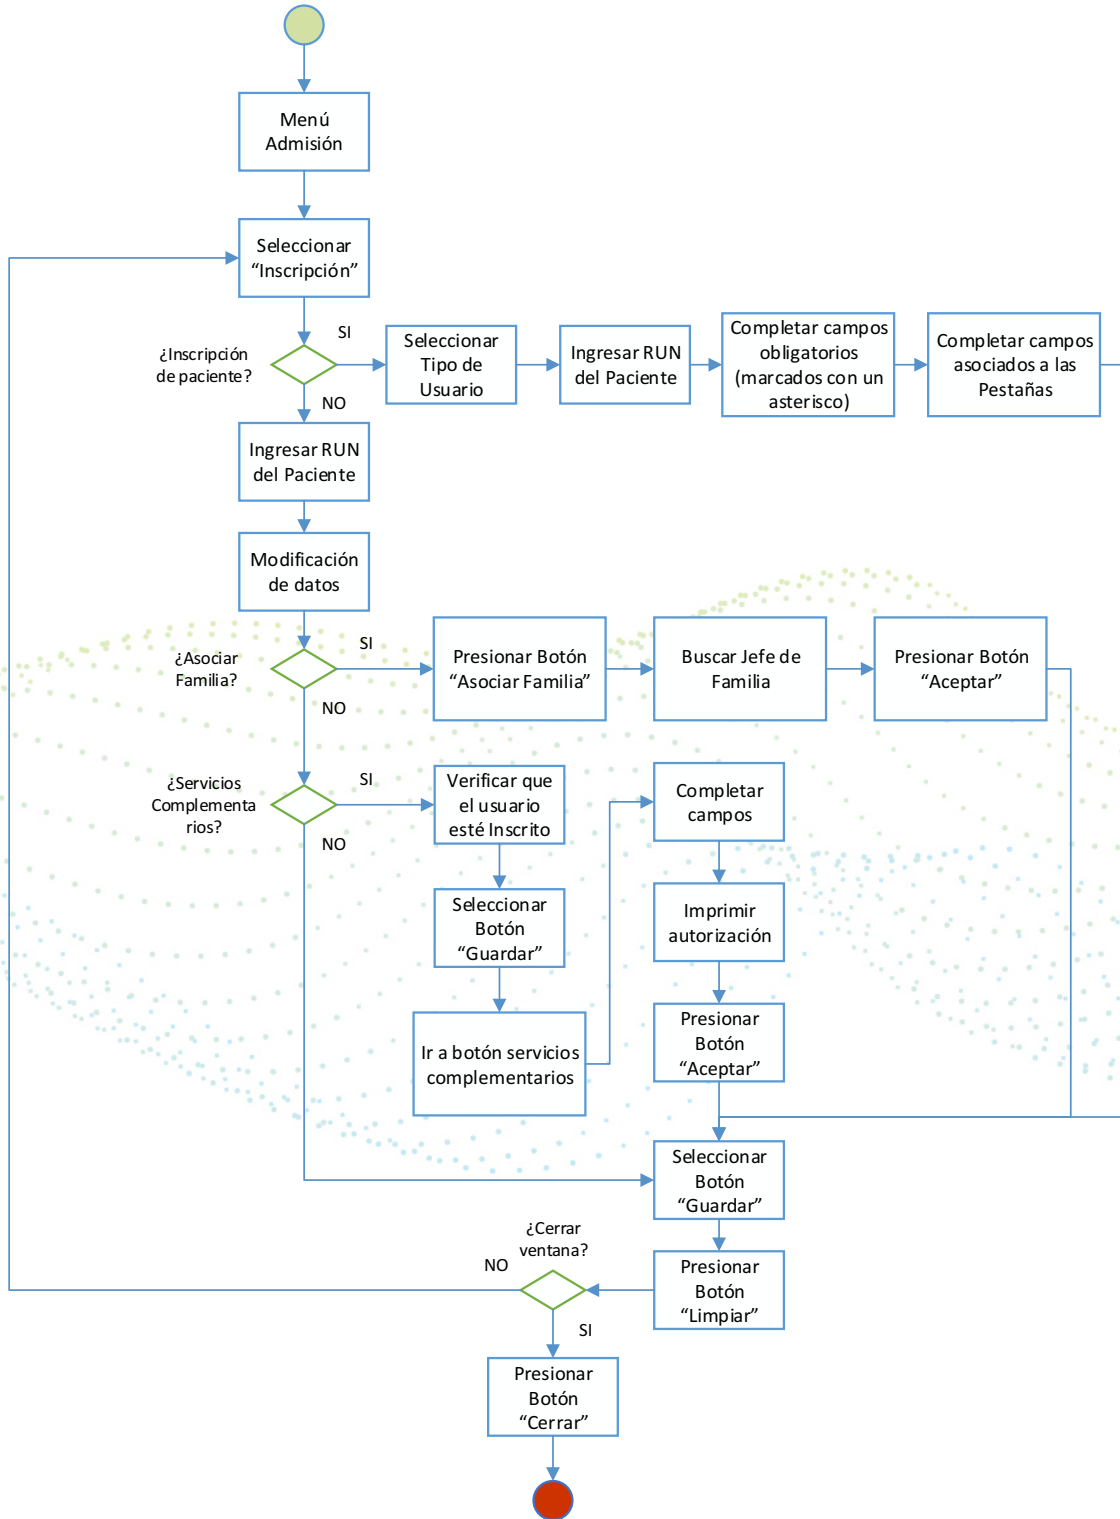 Menú
Admisión
Seleccionar
“Inscripción”
¿Inscripción
de paciente?
SI
NO
Seleccionar
Tipo de
Usuario
Ingresar RUN
del Paciente
Completar campos
obligatorios
(marcados con un
asterisco)
Completar campos
asociados a las
Pestañas
Ingresar RUN
del Paciente
Modificación
de datos
¿Asociar
Familia?
SI
NO
Presionar Botón
“Asociar Familia”
Buscar Jefe de
Familia
Presionar Botón
“Aceptar”
¿Servicios
Complementa
rios?
SI
NO
Verificar que
el usuario
esté Inscrito
Seleccionar
Botón
“Guardar”
Ir a botón servicios
complementarios
Completar
campos
Imprimir
autorización
Presionar
Botón
“Aceptar”
Seleccionar
Botón
“Guardar”
Presionar
Botón
“Limpiar”
¿Cerrar
ventana?
NO
SI
Presionar
Botón
“Cerrar”